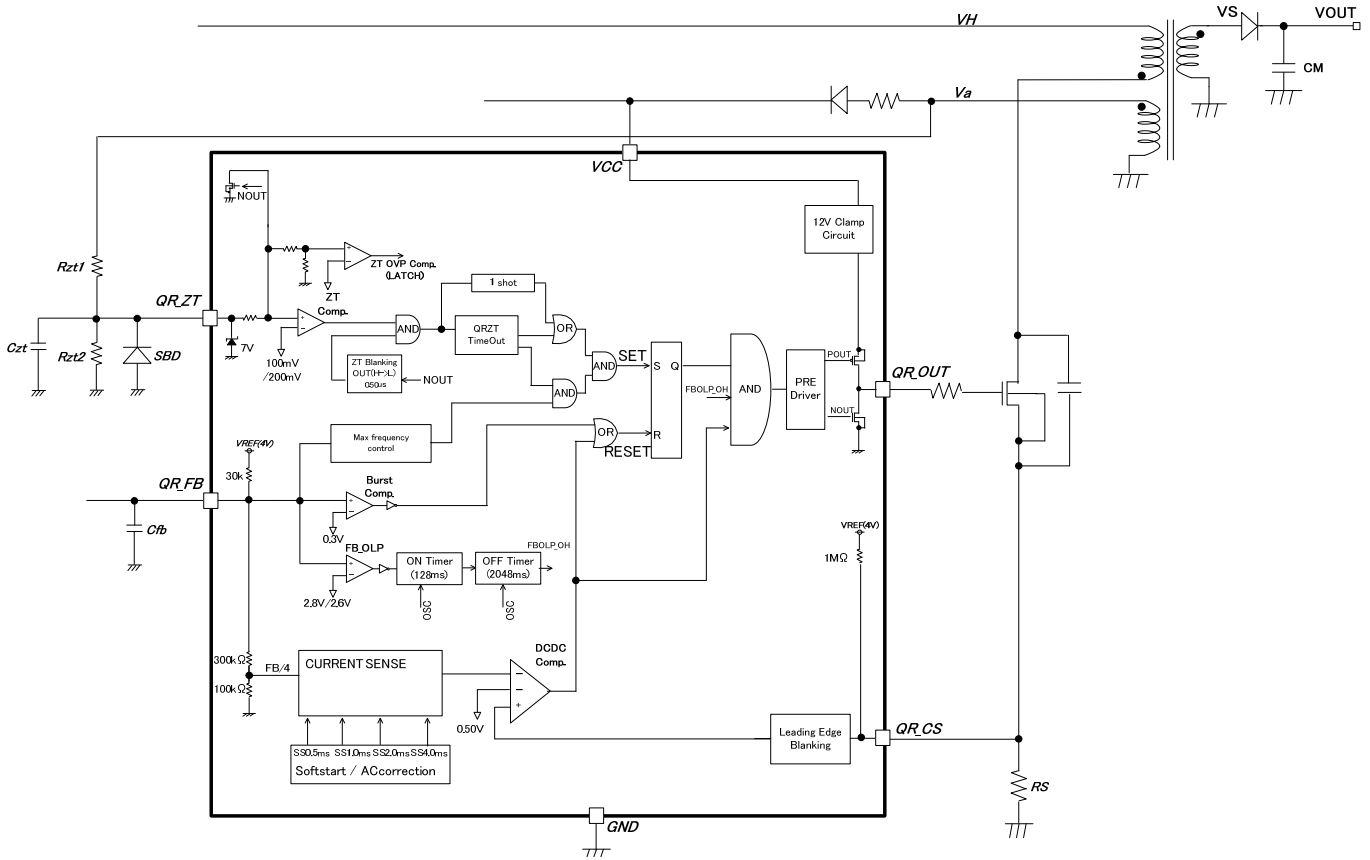 VH
VS
VOUT
CM
Va
VCC
NOUT
12V Clamp
Circuit
ZT OVP Comp.
(LATCH)
ZT
Comp.
Rzt1
QR_ZT
1 shot
AND
QRZT
TimeOut
OR
7V
Czt
Rzt2
SBD
100mV
/200mV
ZT Blanking
OUT(H->L)
0.50us
NOUT
AND
SET
AND
S
Q
R
FBOLP_OH
AND
PRE
Driver
POUT
NOUT
QR_OUT
OR
RESET
VREF(4V)
30k
Max frequency
control
QR_FB
Cfb
Burst
Comp.
0.3V
FB_OLP
ON Timer
(128ms)
OFF Timer
(2048ms)
FBOLP_OH
2.8V/2.6V
OSC
OSC
VREF(4V)
1MΩ
300kΩ
FB/4
100kΩ
CURRENT SENSE
DCDC
Comp.
0.50V
Leading Edge
Blanking
QR_CS
RS
SS0.5ms SS1.0ms SS2.0ms SS4.0ms
Softstart / ACcorrection
GND